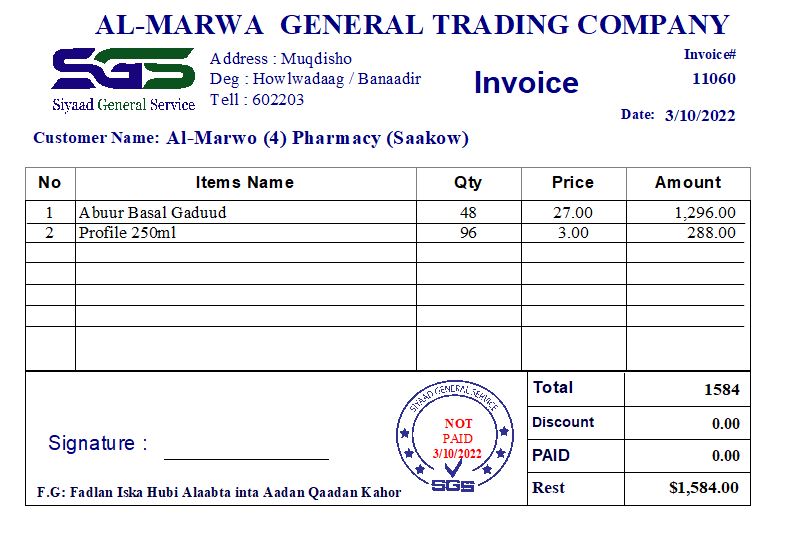 AL-MARWA GENERAL TRADING COMPANY
SGS
Siyaad General Service
Address : Muqdisho
Deg : Howlwadaag / Banaadir
Tell : 602203
Invoice
Invoice#
11060
Date: 3/10/2022
Customer Name: Al-Marwo (4) Pharmacy (Saakow)
No Items Name Qty Price Amount
1 Abuur Basal Gaduud 48 27.00 1,296.00
2 Profile 250ml 96 3.00 288.00
Total 1584
Discount 0.00
PAID 0.00
Rest $1,584.00
SIYAAD GENERAL SERVICE
NOT
PAID
3/10/2022
SGS
Signature :
F.G: Fadlan Iska Hubi Alaabta inta Aadan Qaadan Kahor